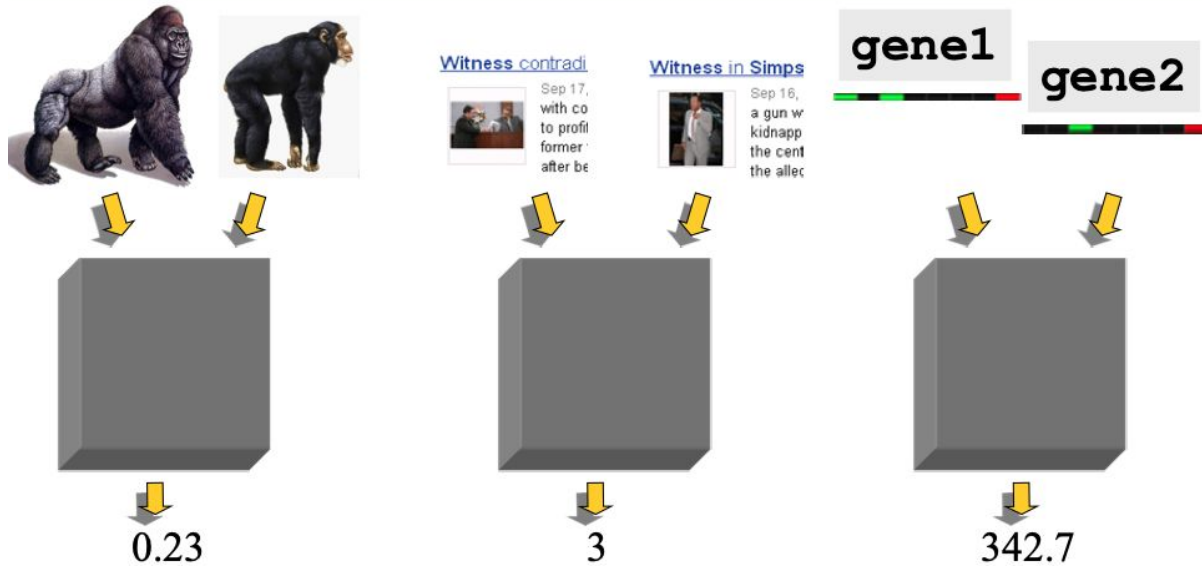 Witness contradi
Sep 17,
with co
to profi
former
after be
Witness in Simps
Sep 16,
a gun w
kidnapp
the cent
the alleg
gene1
gene2
0.23
3
342.7